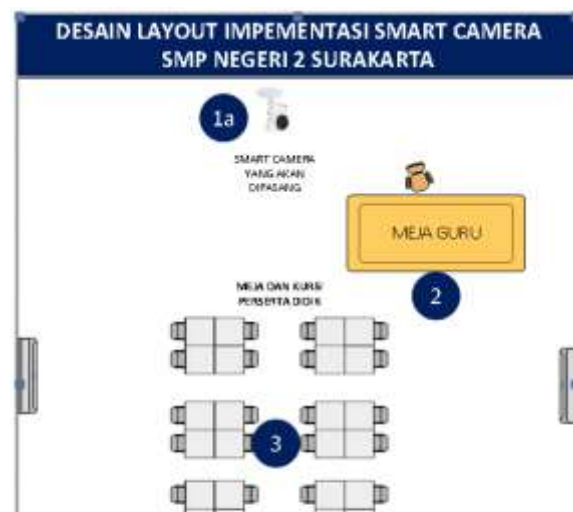 DESAIN LAYOUT IMPEMENTASI SMART CAMERA
SMP NEGERI 2 SURAKARTA
1a
SMART CAMERA
YANG AKAN
DIPASANG
MEJA GURU
2
MEJA DAN KURSI
PERSERTA DIDIK
3